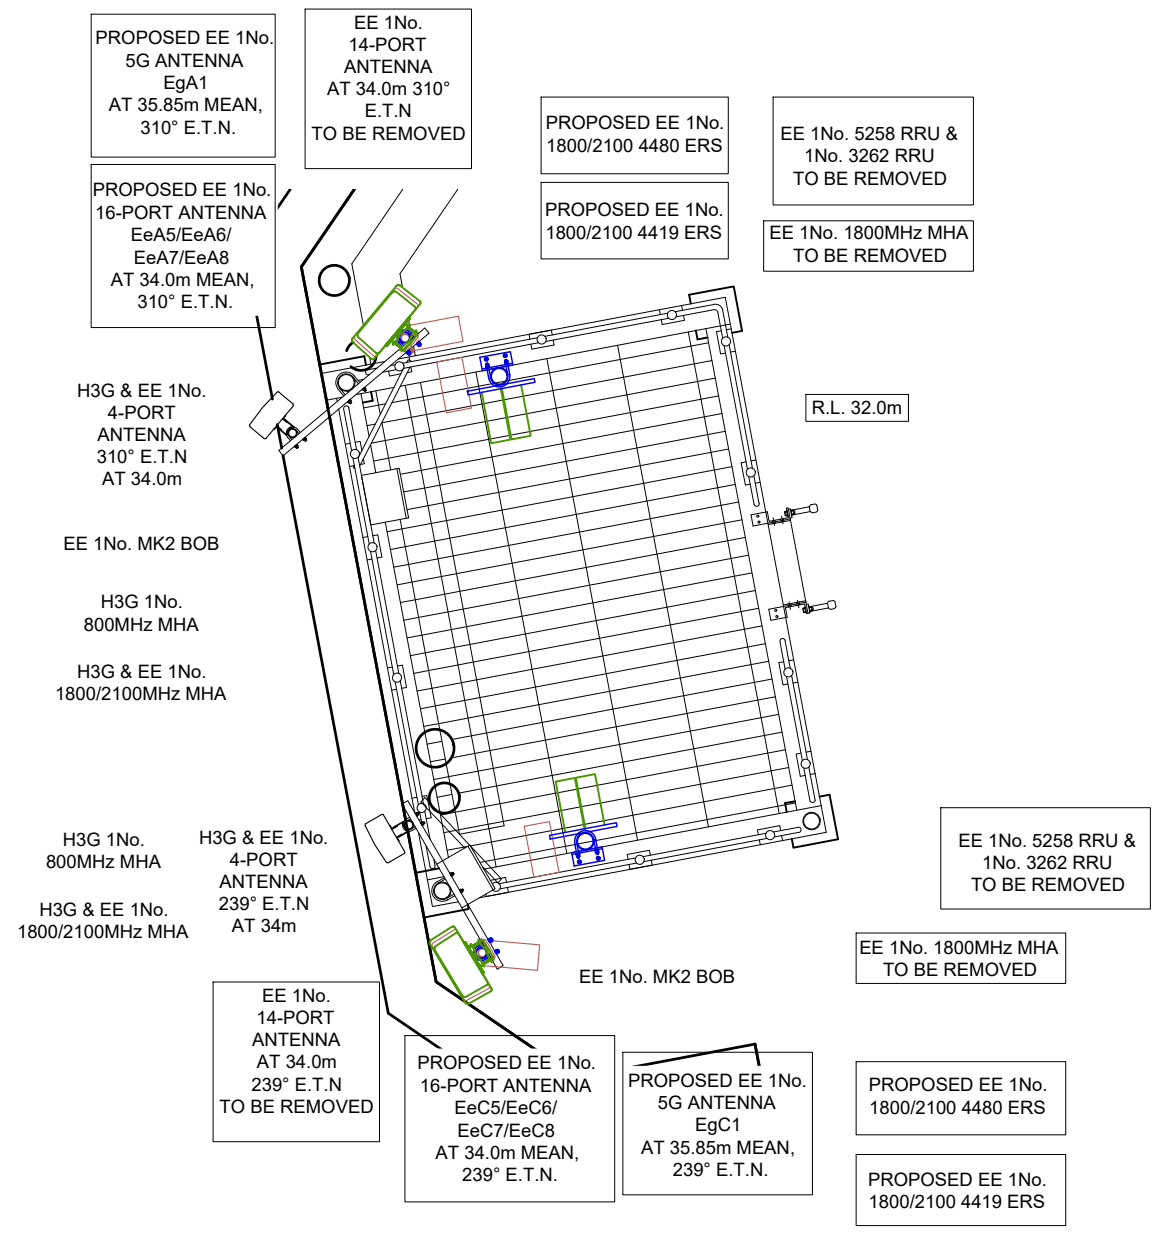 PROPOSED EE 1No.
5G ANTENNA
EgA1
AT 35.85m MEAN,
310° E.T.N.
EE 1No.
14-PORT
ANTENNA
AT 34.0m 310°
E.T.N
TO BE REMOVED
PROPOSED EE 1No.
1800/2100 4480 ERS
EE 1No. 5258 RRU &
1No. 3262 RRU
TO BE REMOVED
PROPOSED EE 1No.
16-PORT ANTENNA
EeA5/EeA6/
EeA7/EeA8
AT 34.0m MEAN,
310° E.T.N.
PROPOSED EE 1No.
1800/2100 4419 ERS
EE 1No. 1800MHz MHA
TO BE REMOVED
H3G & EE 1No.
4-PORT
ANTENNA
310° E.T.N
AT 34.0m
R.L. 32.0m
EE 1No. MK2 BOB
H3G 1No.
800MHz MHA
H3G & EE 1No.
1800/2100MHz MHA
H3G 1No.
800MHz MHA
H3G & EE 1No.
4-PORT
ANTENNA
239° E.T.N
AT 34m
EE 1No. 5258 RRU &
1No. 3262 RRU
TO BE REMOVED
H3G & EE 1No.
1800/2100MHz MHA
EE 1No. 1800MHz MHA
TO BE REMOVED
EE 1No. MK2 BOB
EE 1No.
14-PORT
ANTENNA
AT 34.0m
239° E.T.N
TO BE REMOVED
PROPOSED EE 1No.
16-PORT ANTENNA
EeC5/EeC6/
EeC7/EeC8
AT 34.0m MEAN,
239° E.T.N.
PROPOSED EE 1No.
5G ANTENNA
EgC1
AT 35.85m MEAN,
239° E.T.N.
PROPOSED EE 1No.
1800/2100 4480 ERS
PROPOSED EE 1No.
1800/2100 4419 ERS